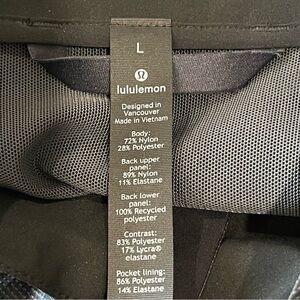 L
lululemon
Designed in
Vancouver
Made in Vietnam
Body:
72% Nylon
28% Polyester
Back upper
panel:
89% Nylon
11% Elastane
Back lower
panel:
100% Recycled
polyester
Contrast:
83% Polyester
17% Lycra®
elastane
Pocket lining:
86% Polyester
14% Elastane